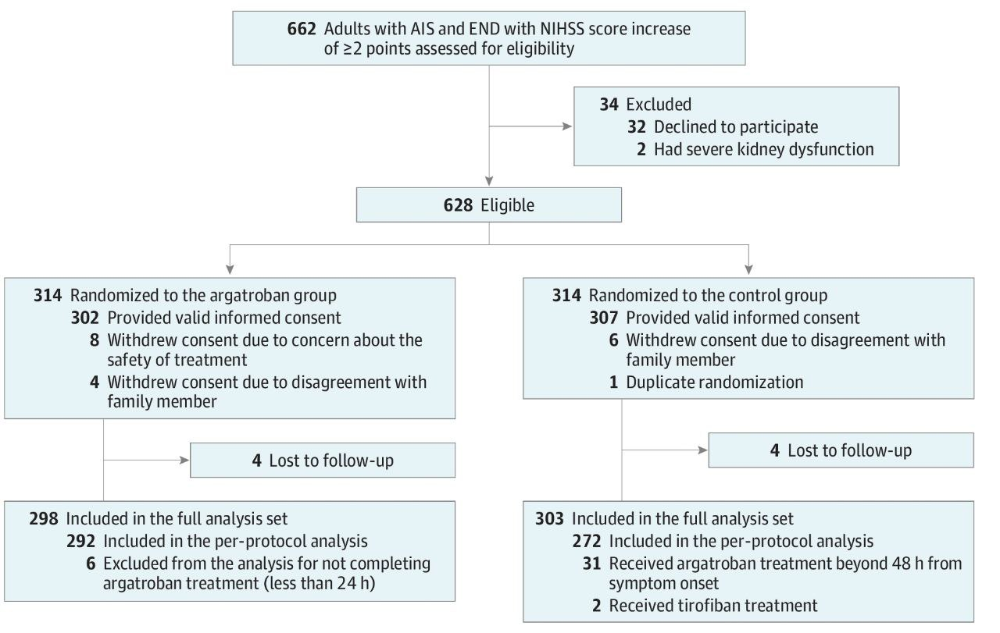 662 Adults with AIS and END with NIHSS score increase
of ≥2 points assessed for eligibility
34 Excluded
32 Declined to participate
2 Had severe kidney dysfunction
628 Eligible
314 Randomized to the argatroban group
302 Provided valid informed consent
8 Withdrew consent due to concern about the
safety of treatment
4 Withdrew consent due to disagreement with
family member
314 Randomized to the control group
307 Provided valid informed consent
6 Withdrew consent due to disagreement with
family member
1 Duplicate randomization
4 Lost to follow-up
4 Lost to follow-up
298 Included in the full analysis set
292 Included in the per-protocol analysis
6 Excluded from the analysis for not completing
argatroban treatment (less than 24 h)
303 Included in the full analysis set
272 Included in the per-protocol analysis
31 Received argatroban treatment beyond 48 h from
symptom onset
2 Received tirofiban treatment